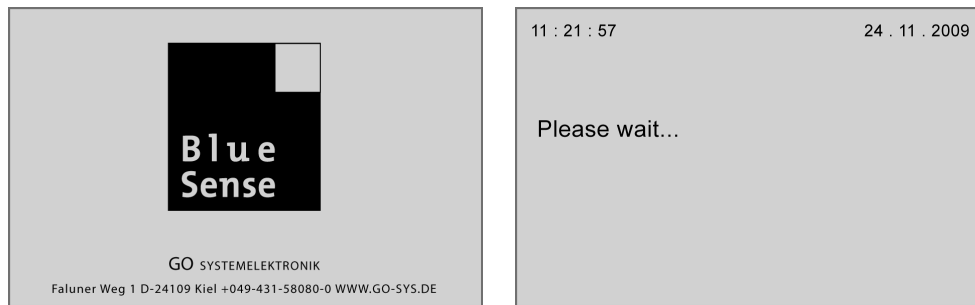 Blue
Sense
GO SYSTEMELEKTRONIK
Faluner Weg 1 D-24109 Kiel +049-431-58080-0 WWW.GO-SYS.DE
11 : 21 : 57 24 . 11 . 2009
Please wait...